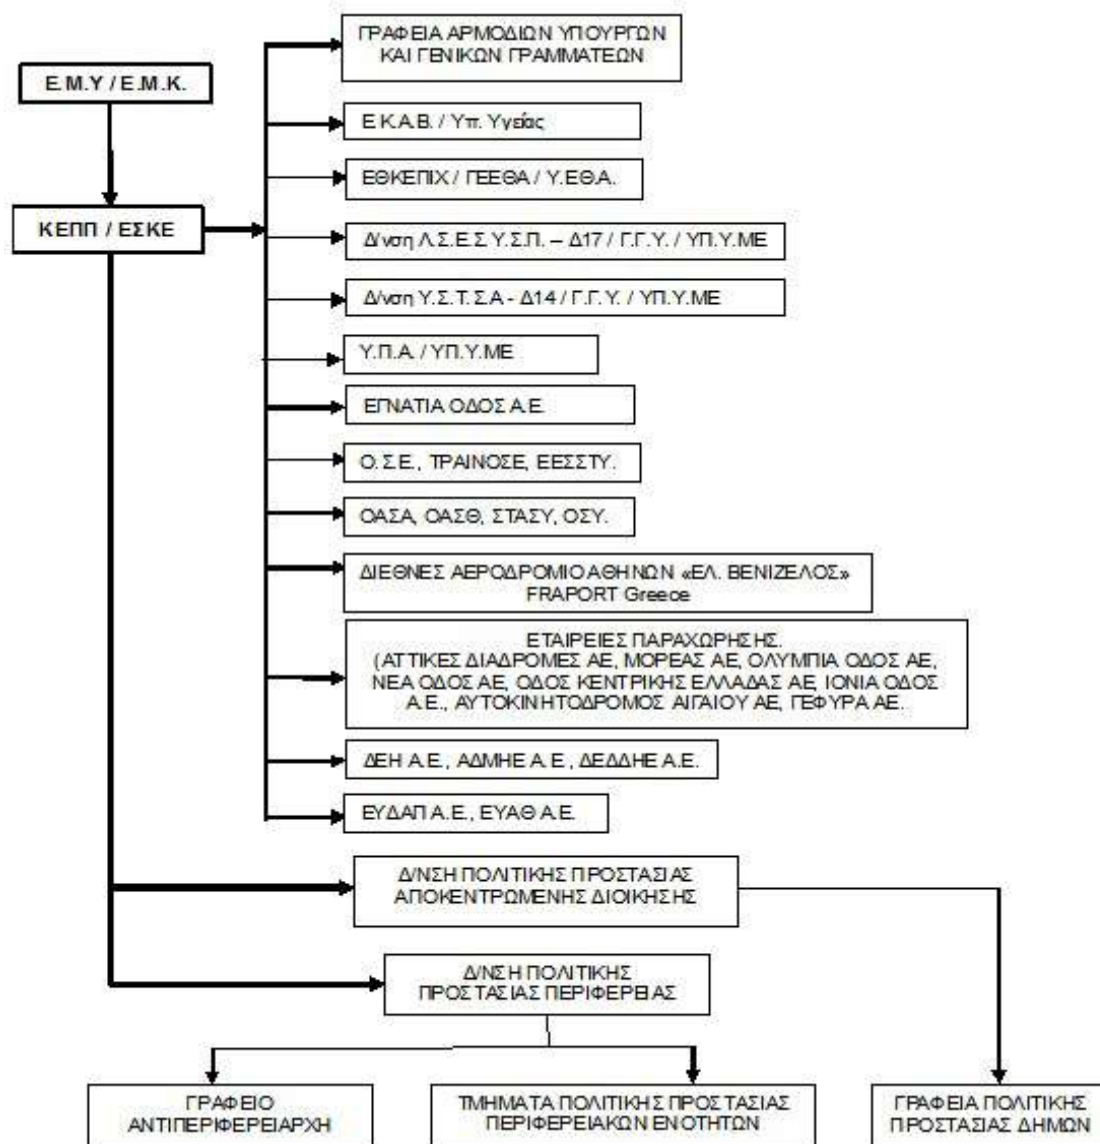 ΓΡΑΦΕΙΑ ΑΡΜΟΔΙΩΝ ΥΠΟΥΡΓΩΝ
ΚΑΙ ΓΕΝΙΚΩΝ ΓΡΑΜΜΑΤΕΩΝ
Ε.Μ.Υ / Ε.Μ.Κ.
Ε.Κ.Α.Β. / Υπ. Υγείας
ΕΘΚΕΠΙΧ / ΓΕΕΘΑ / Υ.ΕΘ.Α.
ΚΕΠΠ / ΕΣΚΕ
Δ/νση Λ.Σ.Ε.Σ.Υ.Σ.Π. – Δ17 / Γ.Γ.Υ. / ΥΠ.Υ.ΜΕ
Δ/νση Υ.Σ.Τ.Σ.Α - Δ14 / Γ.Γ.Υ. / ΥΠ.Υ.ΜΕ
Υ.Π.Α. / ΥΠ.Υ.ΜΕ
ΕΓΝΑΤΙΑ ΟΔΟΣ Α.Ε.
Ο.Σ.Ε., ΤΡΑΙΝΟΣΕ, ΕΕΣΣΤΥ.
ΟΑΣΑ, ΟΑΣΘ, ΣΤΑΣΥ, ΟΣΥ.
ΔΙΕΘΝΕΣ ΑΕΡΟΔΡΟΜΙΟ ΑΘΗΝΩΝ «ΕΛ. ΒΕΝΙΖΕΛΟΣ»
FRAPORT Greece
ΕΤΑΙΡΕΙΕΣ ΠΑΡΑΧΩΡΗΣΗΣ.
(ΑΤΤΙΚΕΣ ΔΙΑΔΡΟΜΕΣ ΑΕ, ΜΟΡΕΑΣ ΑΕ, ΟΛΥΜΠΙΑ ΟΔΟΣ ΑΕ,
ΝΕΑ ΟΔΟΣ ΑΕ, ΟΔΟΣ ΚΕΝΤΡΙΚΗΣ ΕΛΛΑΔΑΣ ΑΕ, ΙΟΝΙΑ ΟΔΟΣ
Α.Ε., ΑΥΤΟΚΙΝΗΤΟΔΡΟΜΟΣ ΑΙΓΑΙΟΥ ΑΕ, ΓΕΦΥΡΑ ΑΕ.
ΔΕΗ Α.Ε., ΑΔΜΗΕ Α.Ε., ΔΕΔΔΗΕ Α.Ε.
ΕΥΔΑΠ Α.Ε., ΕΥΑΘ Α.Ε.
Δ/ΝΣΗ ΠΟΛΙΤΙΚΗΣ ΠΡΟΣΤΑΣΙΑΣ
ΑΠΟΚΕΝΤΡΩΜΕΝΗΣ ΔΙΟΙΚΗΣΗΣ
Δ/ΝΣΗ ΠΟΛΙΤΙΚΗΣ
ΠΡΟΣΤΑΣΙΑΣ ΠΕΡΙΦΕΡΕΙΑΣ
ΓΡΑΦΕΙΟ
ΑΝΤΙΠΕΡΙΦΕΡΕΙΑΡΧΗ
ΤΜΗΜΑΤΑ ΠΟΛΙΤΙΚΗΣ ΠΡΟΣΤΑΣΙΑΣ
ΠΕΡΙΦΕΡΕΙΑΚΩΝ ΕΝΟΤΗΤΩΝ
ΓΡΑΦΕΙΑ ΠΟΛΙΤΙΚΗΣ
ΠΡΟΣΤΑΣΙΑΣ ΔΗΜΩΝ